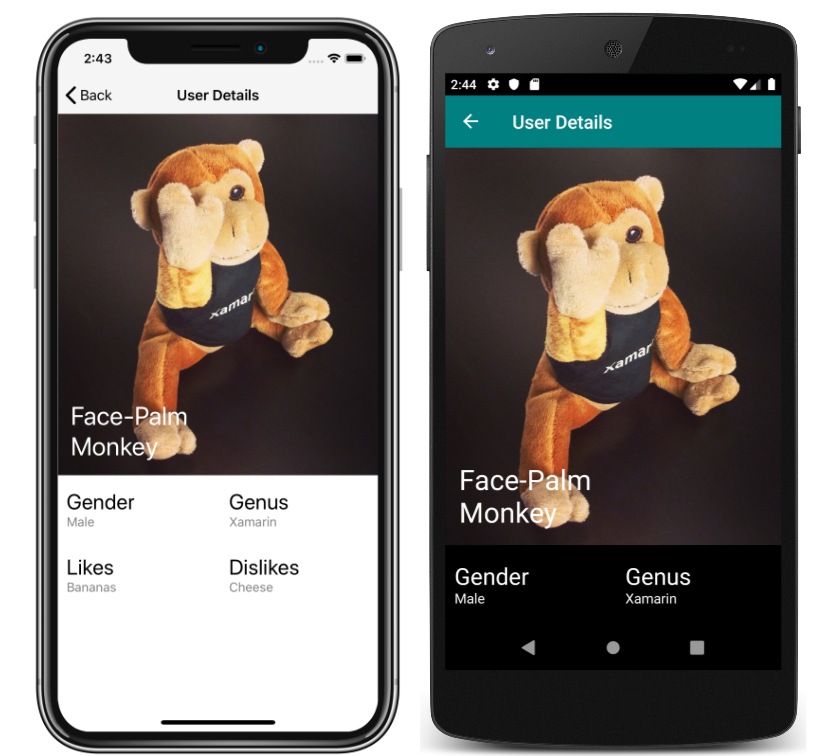 2:43
Back
User Details
xamar
Face-Palm
Monkey
Gender
Genus
Male
Xamarin
Likes
Dislikes
Bananas
Cheese
2:44
User Details
xamar
Face-Palm
Monkey
Gender
Genus
Male
Xamarin